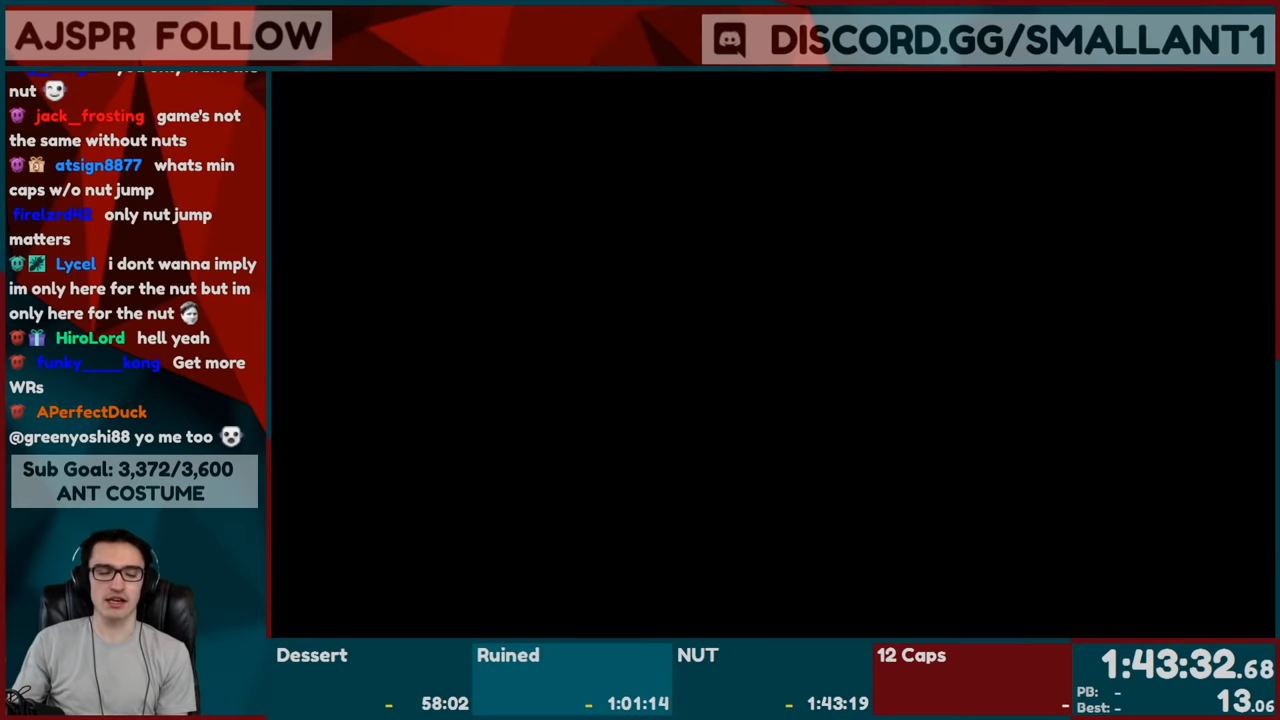 AJSPR FOLLOW
DISCORD.GG/SMALLANT1
nut
jack_frosting game's not
the same without nuts
atsign8877 whats min
caps w/o nut jump
firelzrd42 only nut jump
matters
Lycel i dont wanna imply
im only here for the nut but im
only here for the nut
HiroLord hell yeah
funky____kong Get more
WRs
APerfectDuck
@greenyoshi88 yo me too
Sub Goal: 3,372/3,600
ANT COSTUME
Dessert
- 58:02
Ruined
- 1:01:14
NUT
- 1:43:19
12 Caps
-
1:43:32.68
PB: -
Best: -
13.06